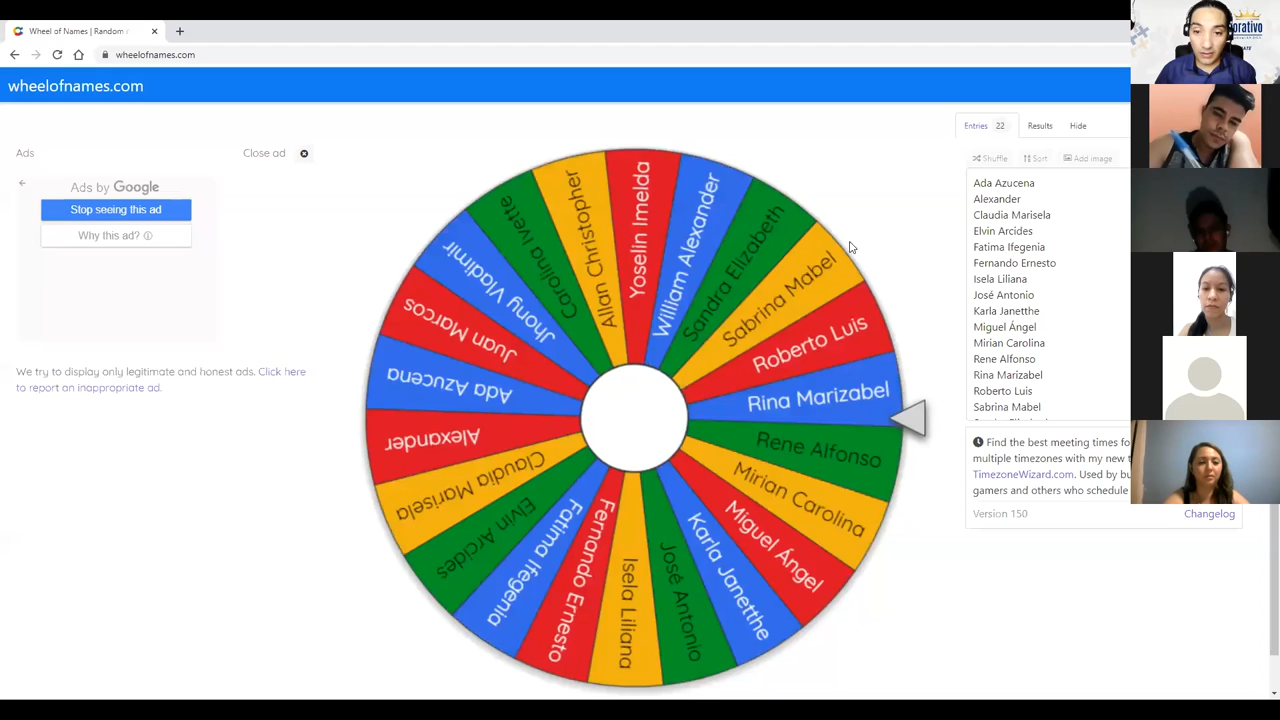 Wheel of Names | Random
wheelofnames.com
wheelofnames.com
Ads
Close ad
Ads by Google
Stop seeing this ad
Why this ad?
We try to display only legitimate and honest ads. Click here
to report an inappropriate ad.
Yoselin Imelda
William Alexander
Sandra Elizabeth
Sabrina Mabel
Roberto Luis
Rina Marizabel
Rene Alfonso
Mirian Carolina
Miguel Ángel
Karla Janetthe
José Antonio
Isela Liliana
Fernando Ernesto
Fatima Ifegenia
Elvin Arcides
Claudia Marisela
Alexander
Ada Azucena
Juan Marcos
Jhony Vladimir
Carolina Ivette
Allan Christopher
Entries 22 Results Hide
Shuffle Sort Add image
Ada Azucena
Alexander
Claudia Marisela
Elvin Arcides
Fatima Ifegenia
Fernando Ernesto
Isela Liliana
José Antonio
Karla Janetthe
Miguel Ángel
Mirian Carolina
Rene Alfonso
Rina Marizabel
Roberto Luis
Sabrina Mabel
Find the best meeting times fo
multiple timezones with my new t
TimezoneWizard.com. Used by bu
gamers and others who schedule
Version 150 Changelog
orativo